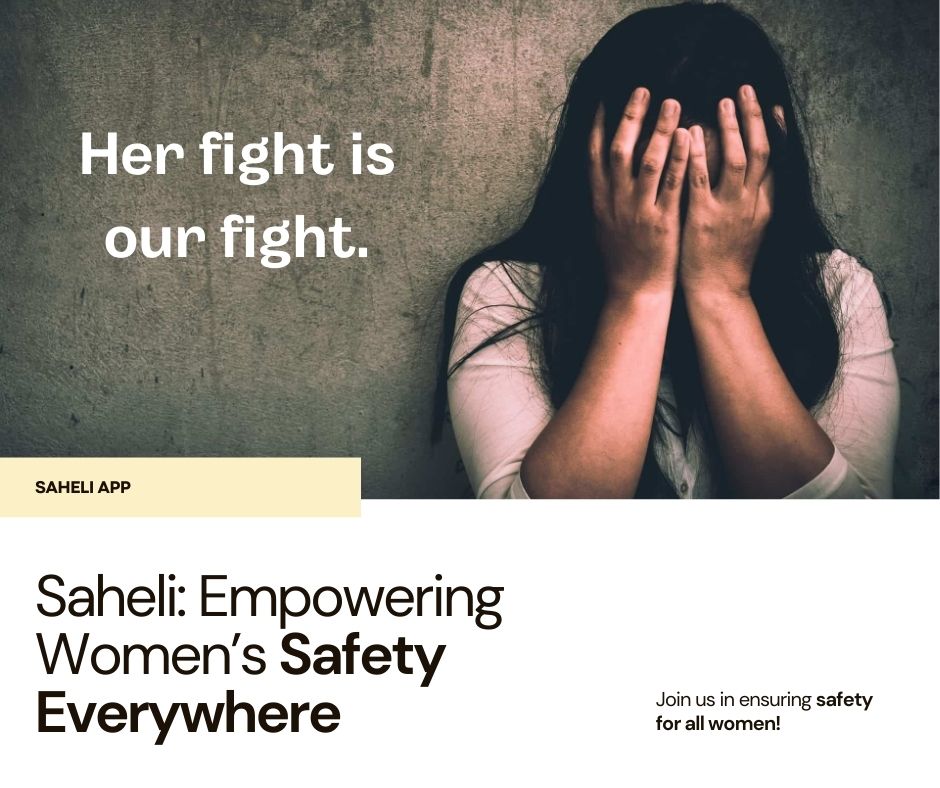 Her fight is
our fight.
SAHELI APP
Saheli: Empowering
Women’s Safety
Everywhere
Join us in ensuring safety
for all women!